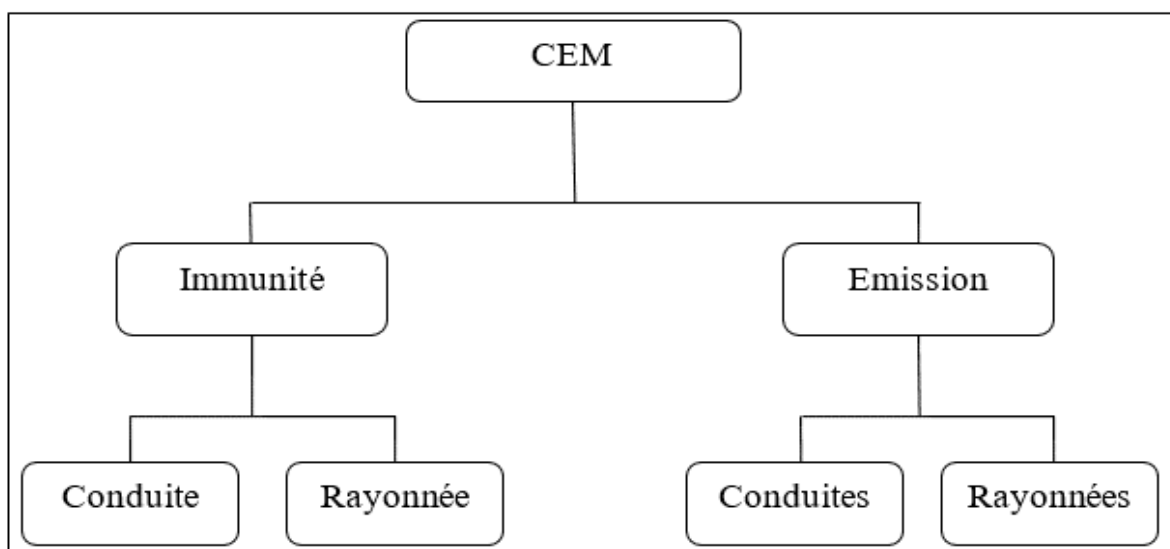 CEM
Immunité
Emission
Conduite
Rayonnée
Conduites
Rayonnées